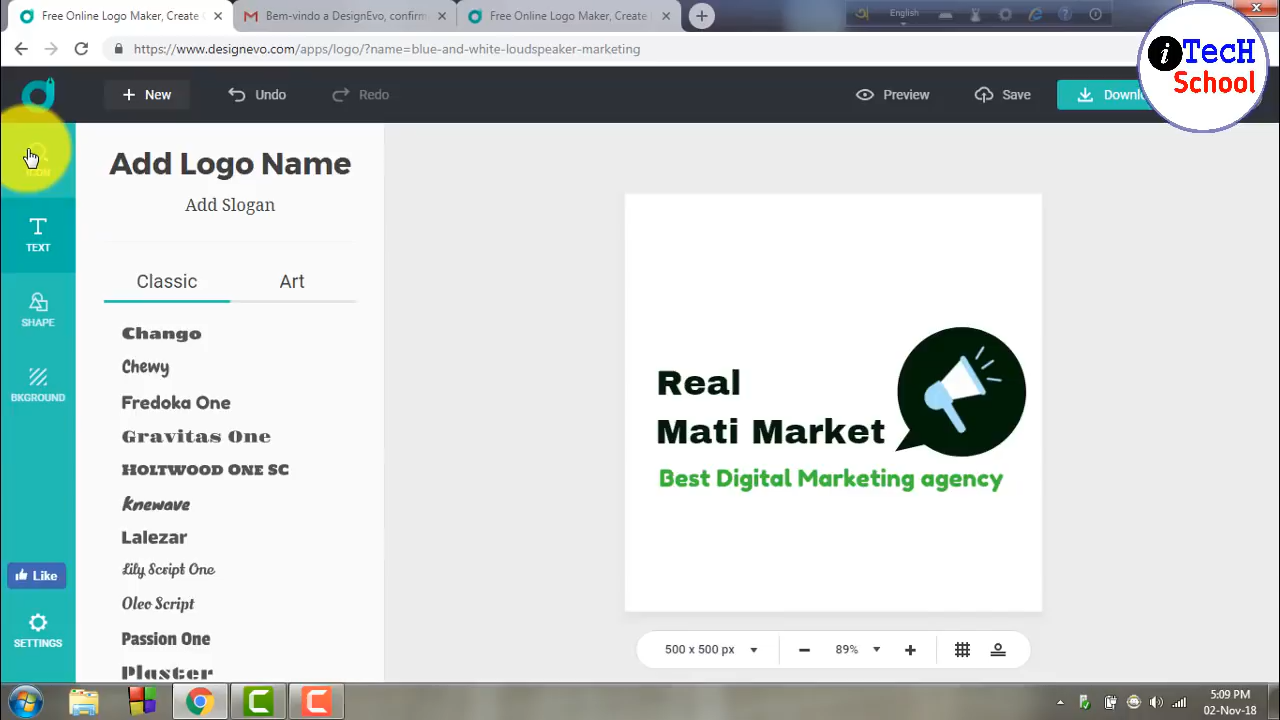 Free Online Logo Maker, Create
Bem-vindo a DesignEvo, confirm
Free Online Logo Maker, Create
English
https://www.designevo.com/apps/logo/?name=blue-and-white-loudspeaker-marketing
i TecH
School
New
Undo
Redo
Preview
Save
ICON
Add Logo Name
TEXT
Add Slogan
Classic
Art
SHAPE
Chango
Chewy
BKGROUND
Fredoka One
Gravitas One
HOLTWOOD ONE SC
Knewave
Lalezar
Lily Script One
Oleo Script
Passion One
Plaster
Real
Mati Market
Best Digital Marketing agency
Like
SETTINGS
500 x 500 px
89%
5:09 PM
02-Nov-18